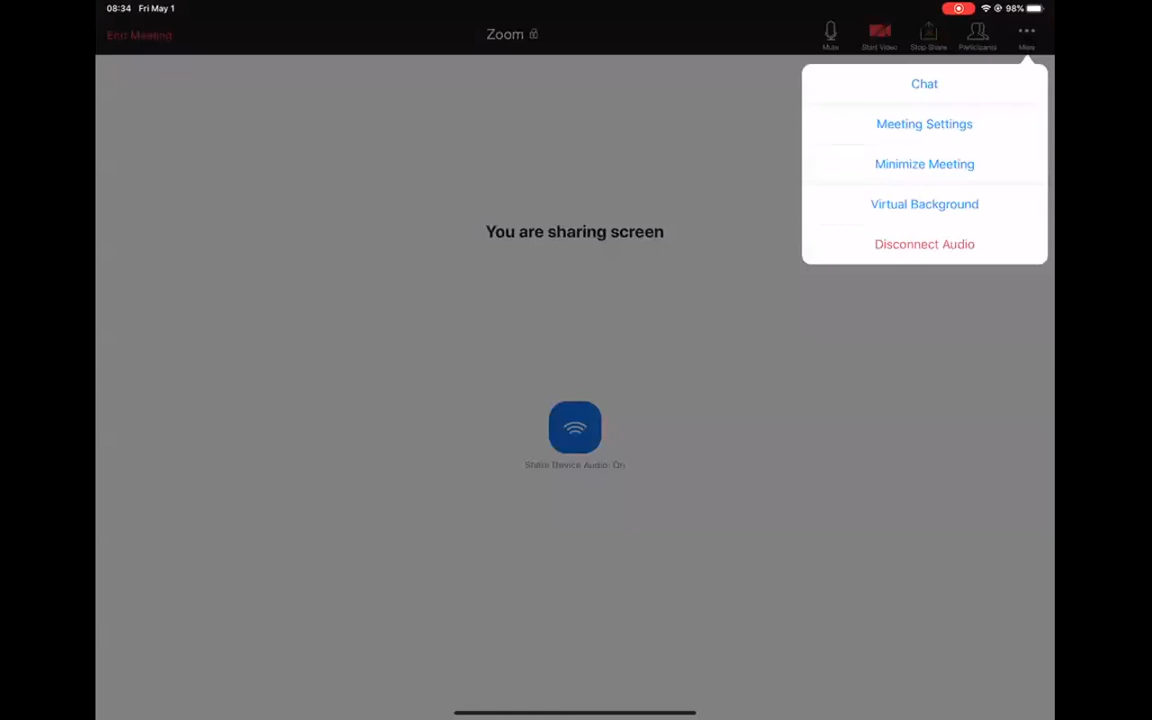 08:34 Fri May 1
98%
End Meeting
Zoom
Mute
Start Video
Stop Share
Participants
More
Chat
Meeting Settings
Minimize Meeting
Virtual Background
Disconnect Audio
You are sharing screen
Share Device Audio: On